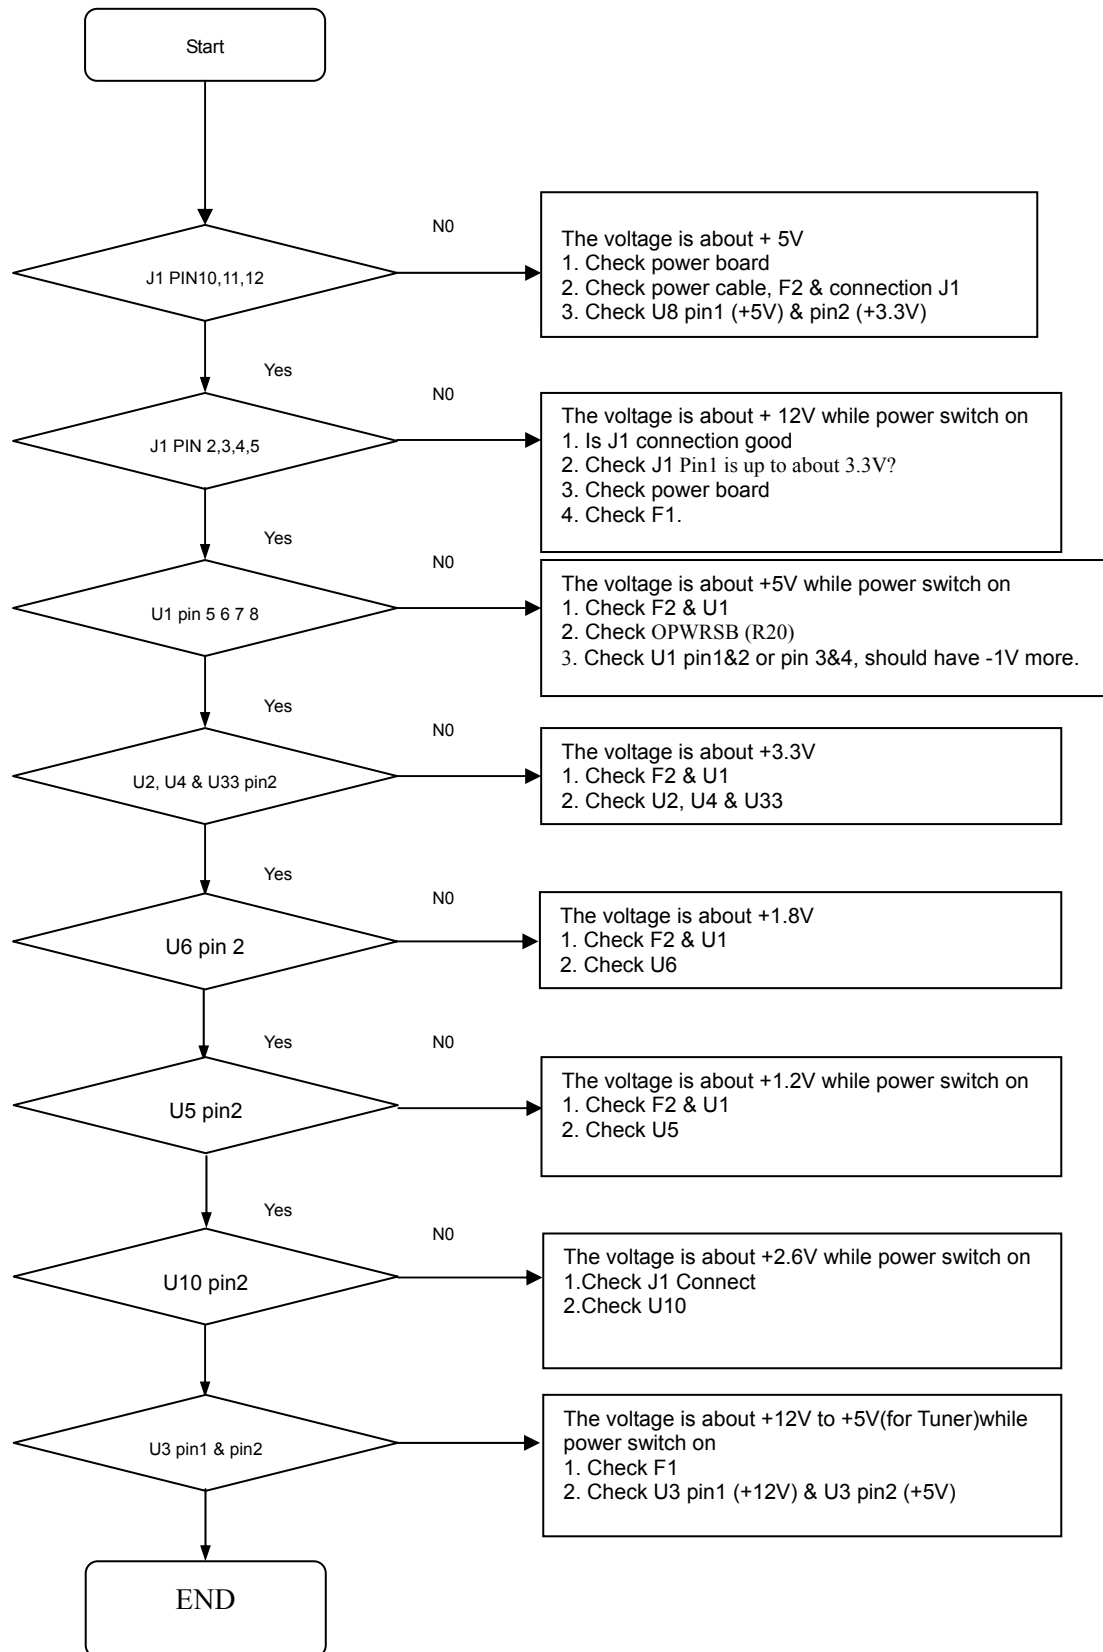 Start
N0
J1 PIN10,11,12
The voltage is about + 5V
1. Check power board
2. Check power cable, F2 & connection J1
3. Check U8 pin1 (+5V) & pin2 (+3.3V)
Yes
N0
J1 PIN 2,3,4,5
The voltage is about + 12V while power switch on
1. Is J1 connection good
2. Check J1 Pin1 is up to about 3.3V?
3. Check power board
4. Check F1.
Yes
N0
U1 pin 5 6 7 8
The voltage is about +5V while power switch on
1. Check F2 & U1
2. Check OPWRSB (R20)
3. Check U1 pin1&2 or pin 3&4, should have -1V more.
Yes
N0
U2, U4 & U33 pin2
The voltage is about +3.3V
1. Check F2 & U1
2. Check U2, U4 & U33
Yes
N0
U6 pin 2
The voltage is about +1.8V
1. Check F2 & U1
2. Check U6
Yes
N0
U5 pin2
The voltage is about +1.2V while power switch on
1. Check F2 & U1
2. Check U5
Yes
N0
U10 pin2
The voltage is about +2.6V while power switch on
1.Check J1 Connect
2.Check U10
U3 pin1 & pin2
The voltage is about +12V to +5V(for Tuner)while
power switch on
1. Check F1
2. Check U3 pin1 (+12V) & U3 pin2 (+5V)
END